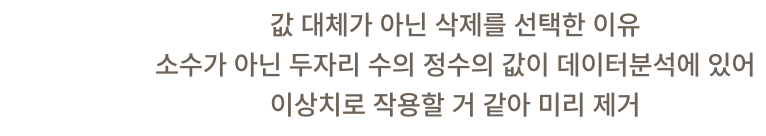 값 대체가 아닌 삭제를 선택한 이유
소수가 아닌 두자리 수의 정수의 값이 데이터분석에 있어
이상치로 작용할 거 같아 미리 제거